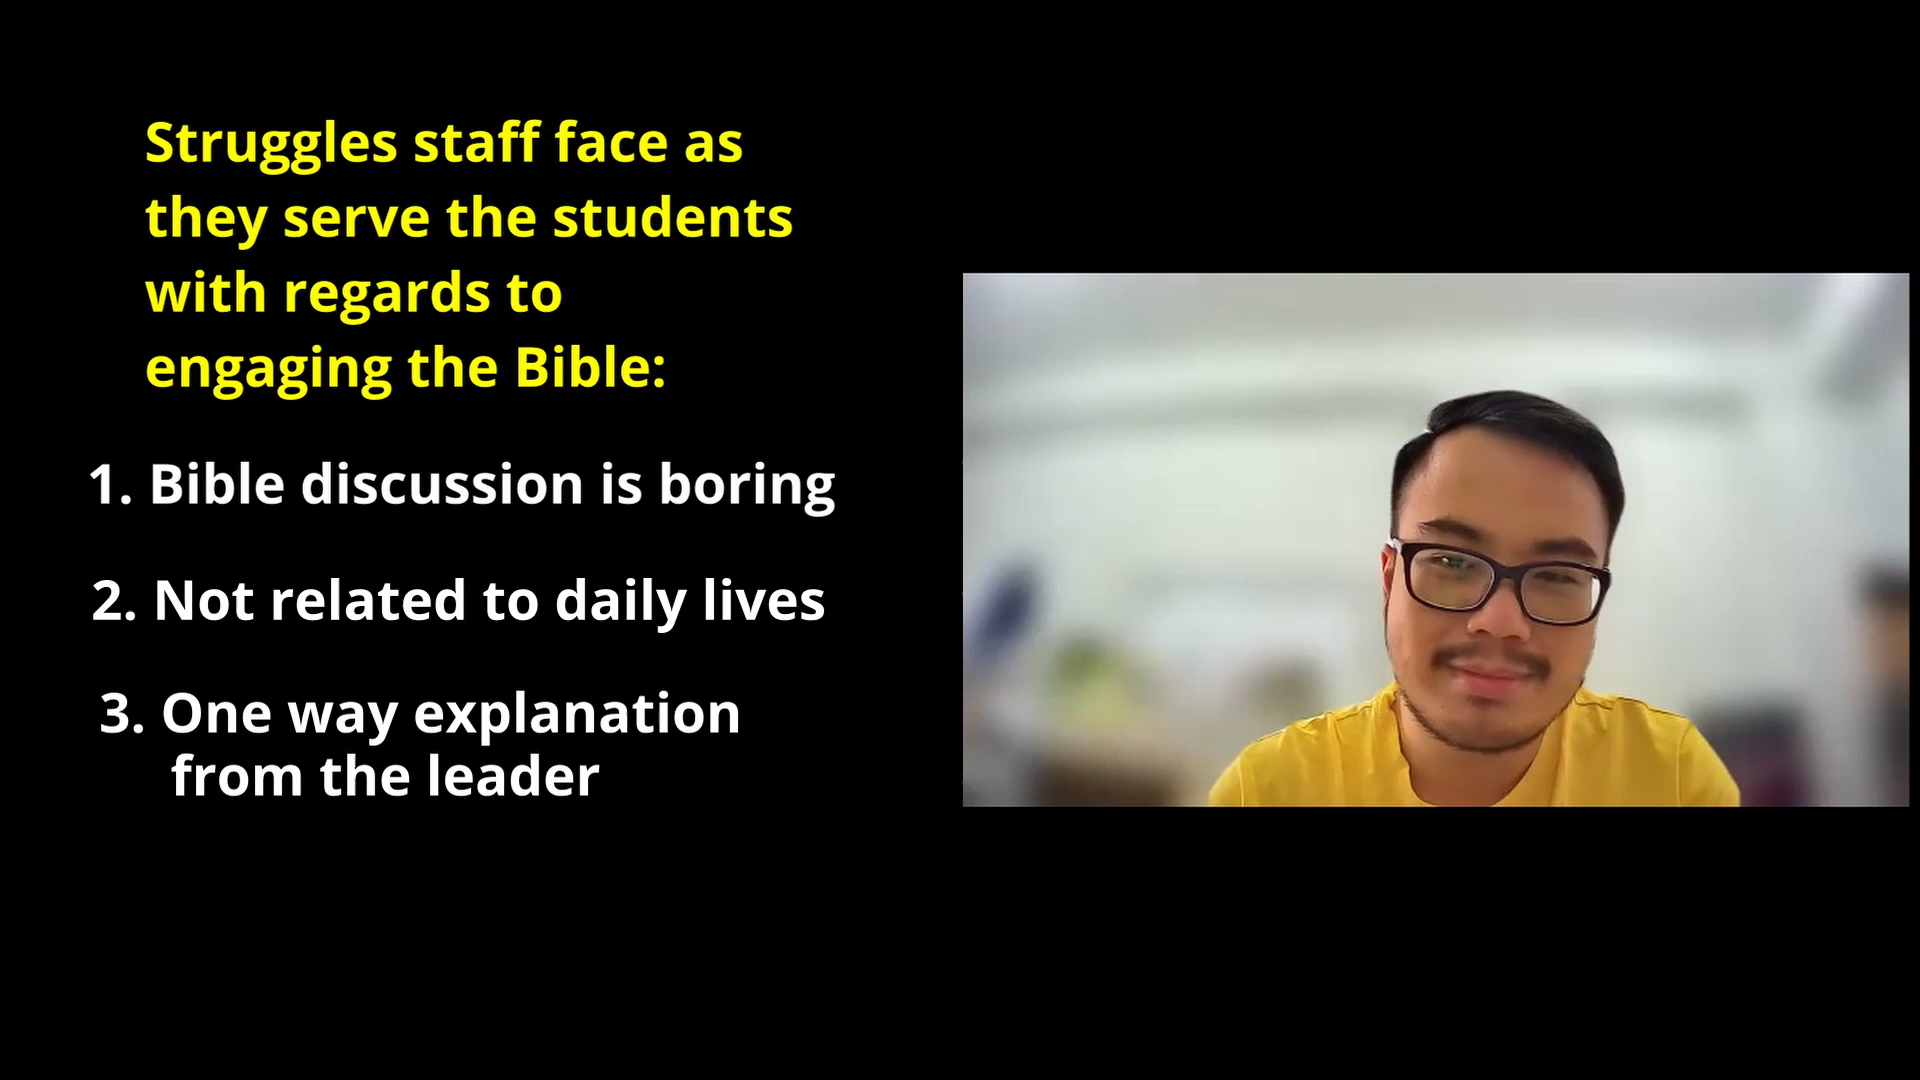 Struggles staff face as
they serve the students
with regards to
engaging the Bible:
1. Bible discussion is boring
2. Not related to daily lives
3. One way explanation
from the leader